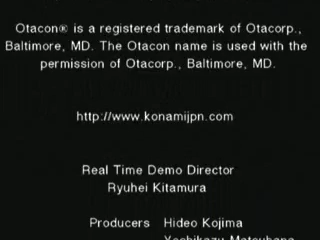 Otacon® is a registered trademark of Otacorp.,
Baltimore, MD. The Otacon name is used with the
permission of Otacorp., Baltimore, MD.
http://www.konamijpn.com
Real Time Demo Director
Ryuhei Kitamura
Producers Hideo Kojima